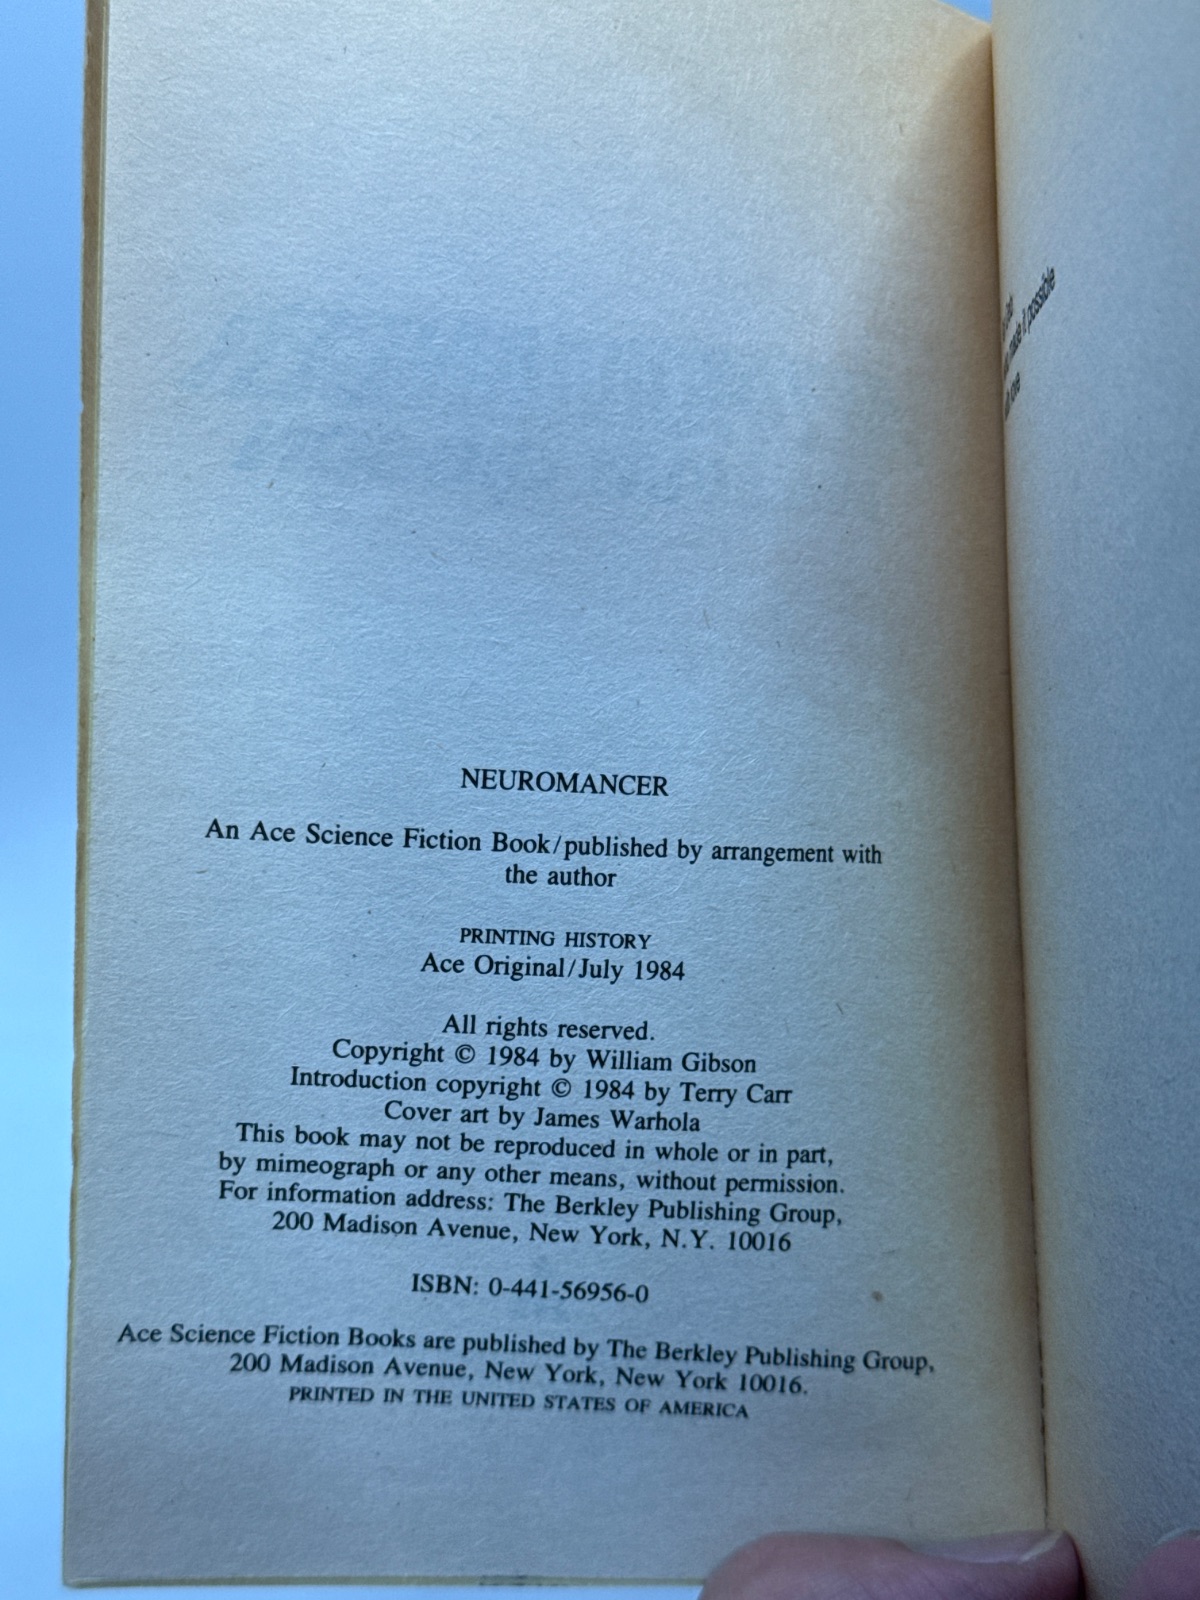 NEUROMANCER
An Ace Science Fiction Book/published by arrangement with
the author
PRINTING HISTORY
Ace Original/July 1984
All rights reserved.
Copyright © 1984 by William Gibson
Introduction copyright © 1984 by Terry Carr
Cover art by James Warhola
This book may not be reproduced in whole or in part,
by mimeograph or any other means, without permission.
For information address: The Berkley Publishing Group,
200 Madison Avenue, New York, N.Y. 10016
ISBN: 0-441-56956-0
Ace Science Fiction Books are published by The Berkley Publishing Group,
200 Madison Avenue, New York, New York 10016.
PRINTED IN THE UNITED STATES OF AMERICA
made it possible